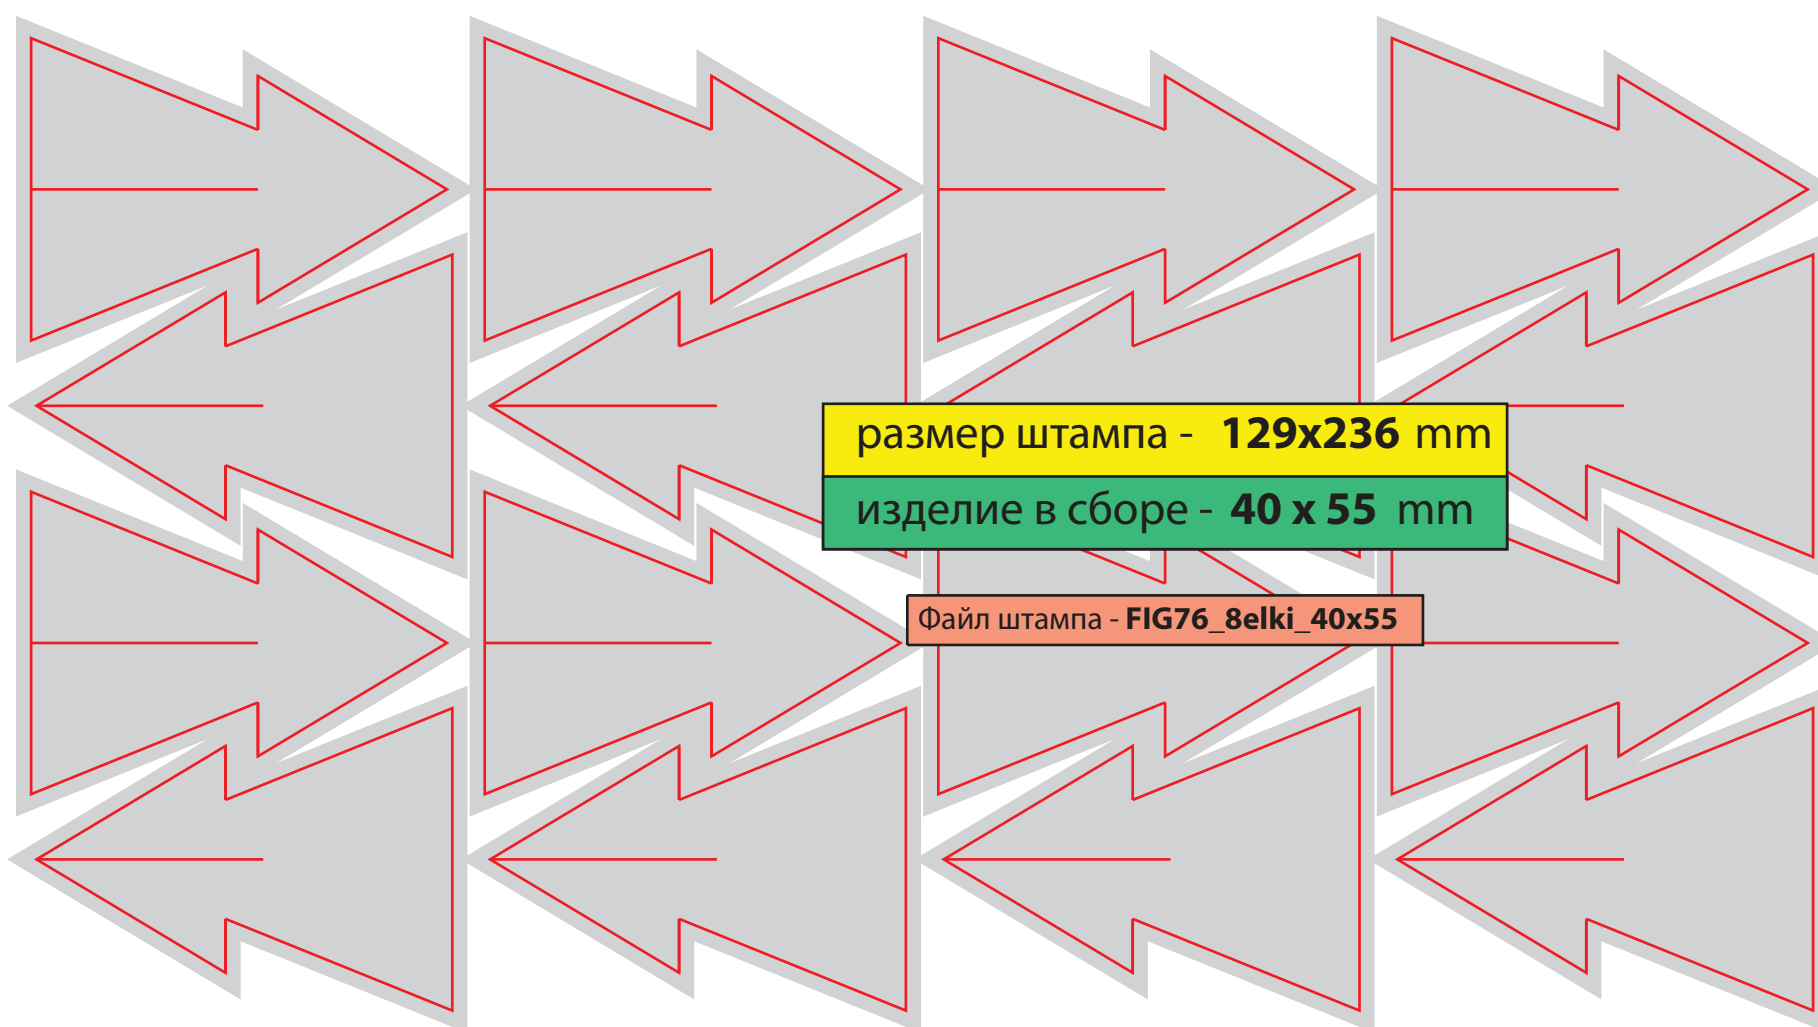 размер штампа - 129x236 mm
изделие в сборе - 40 x 55 mm
Файл штампа - FIG76_8elki_40x55